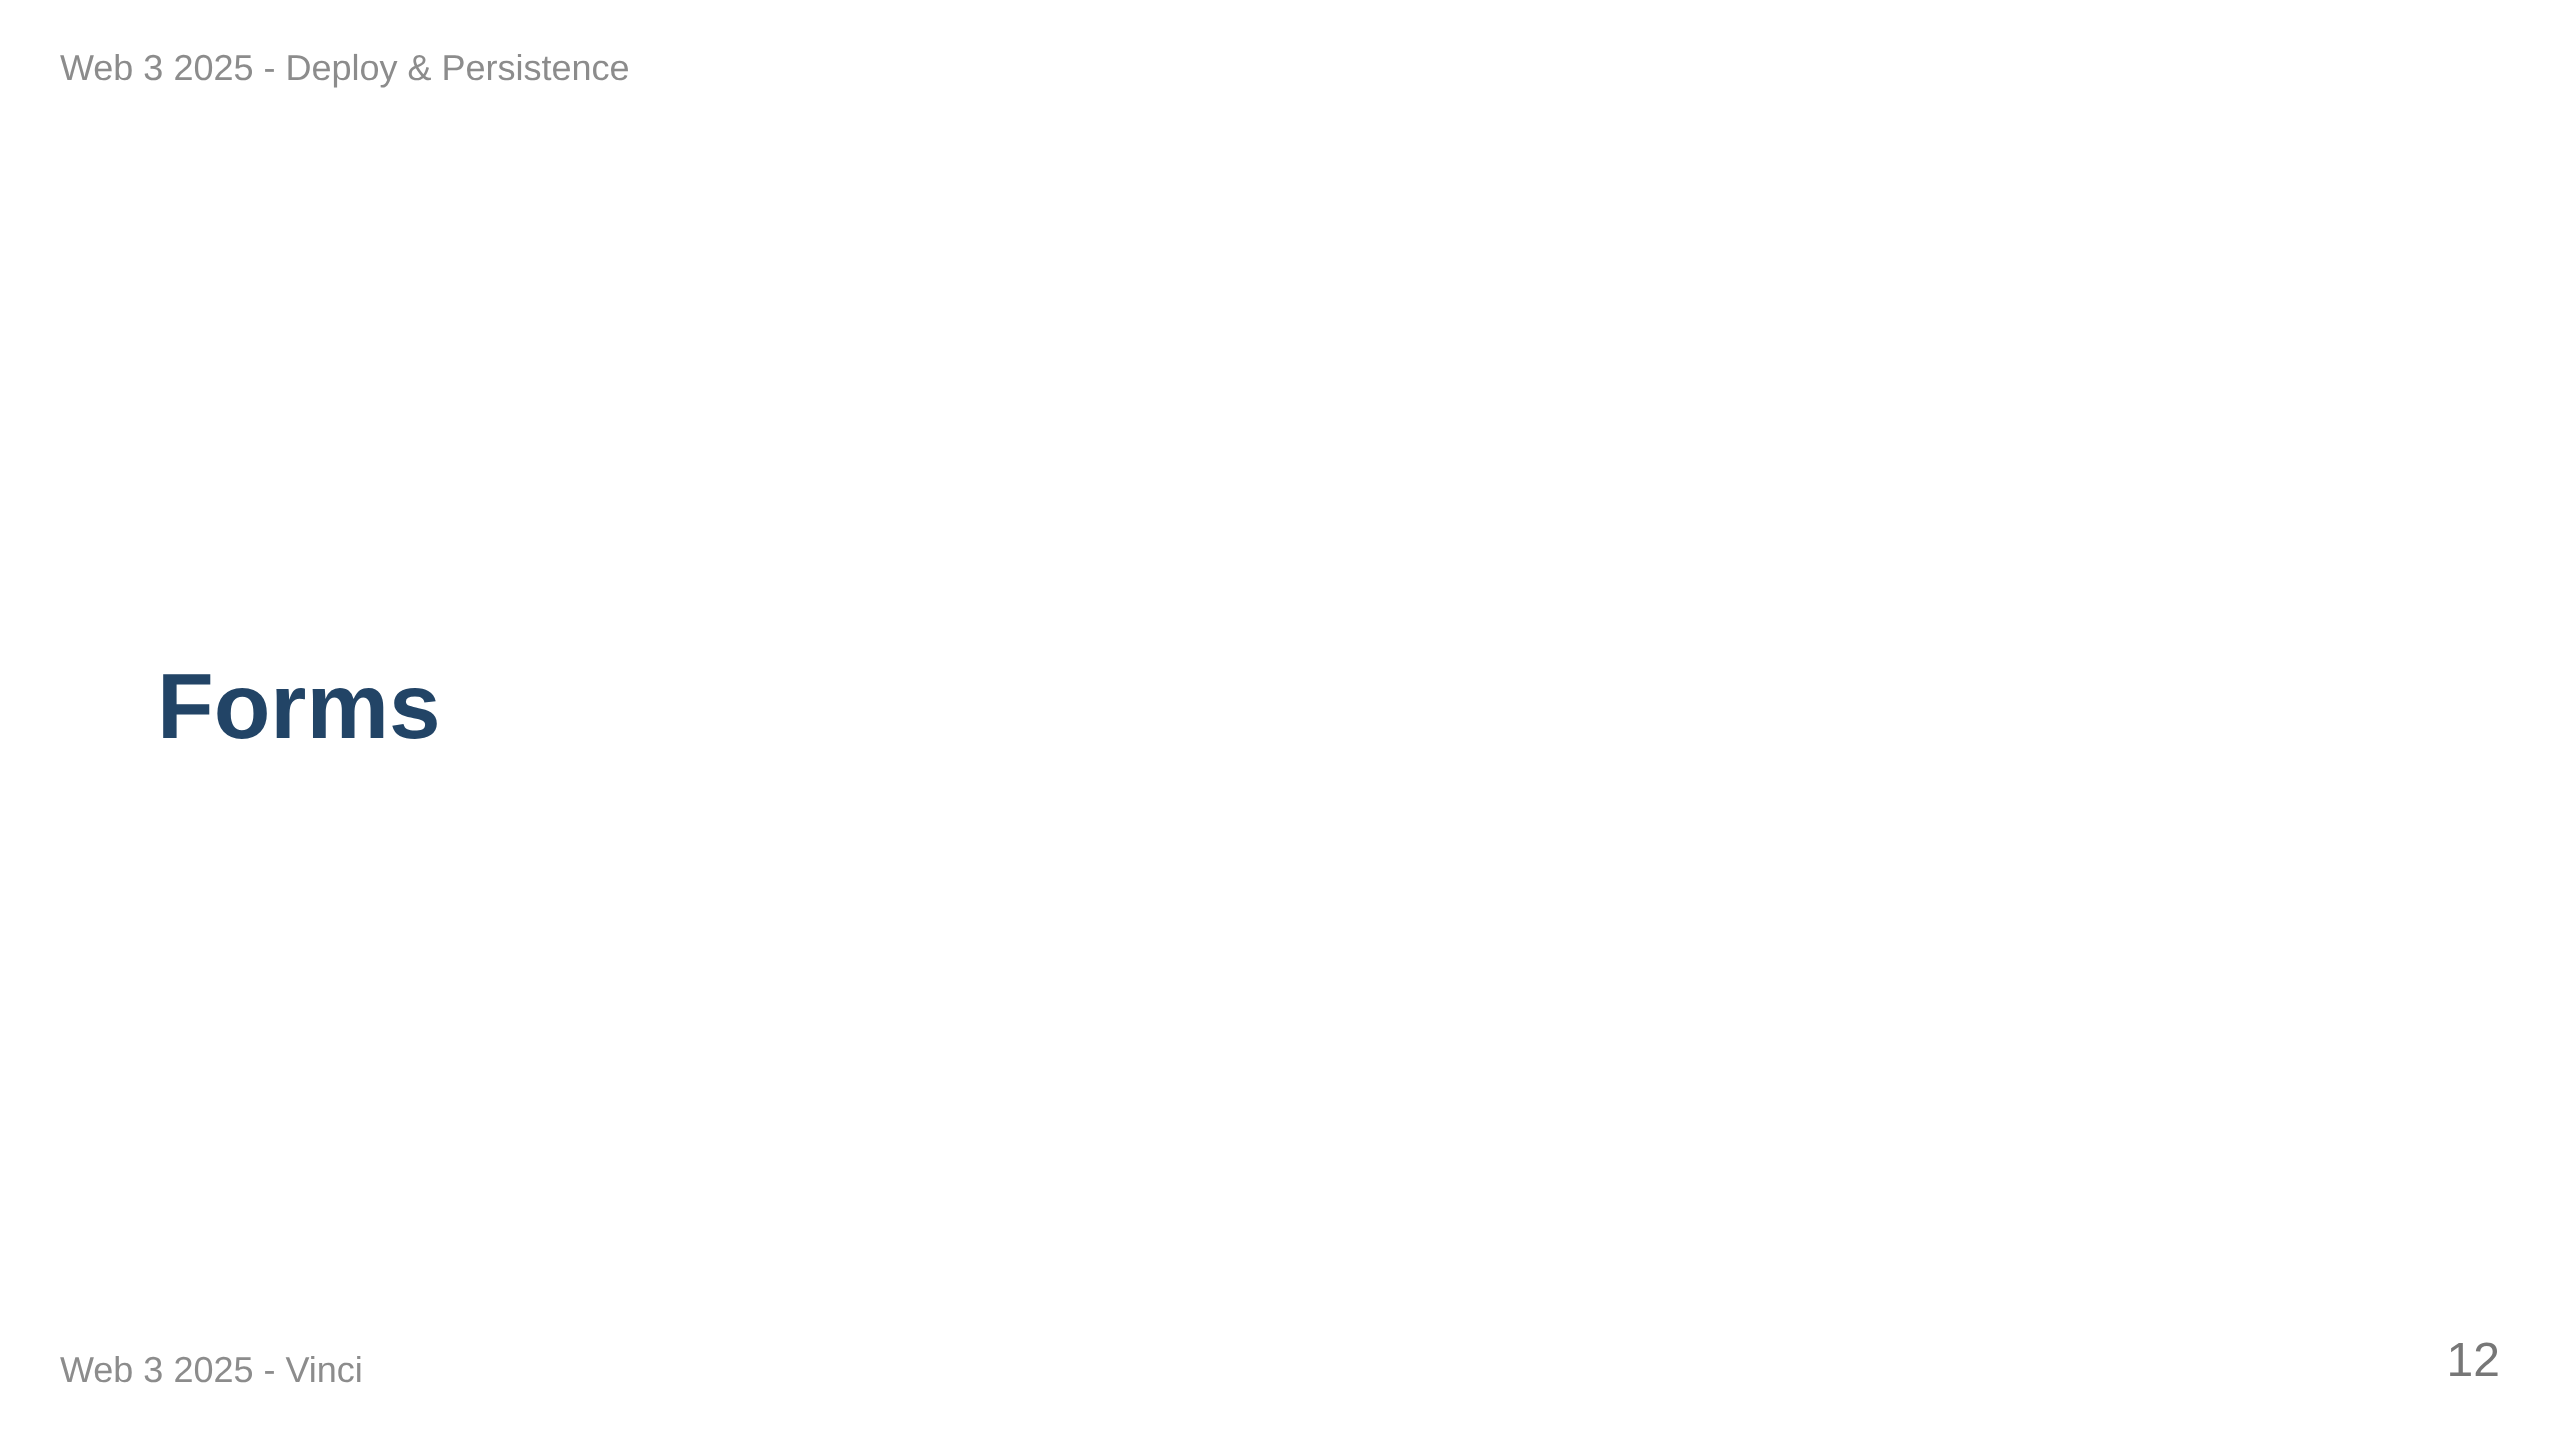 Web 3 2025 - Deploy & Persistence
Forms
Web 3 2025 - Vinci
12